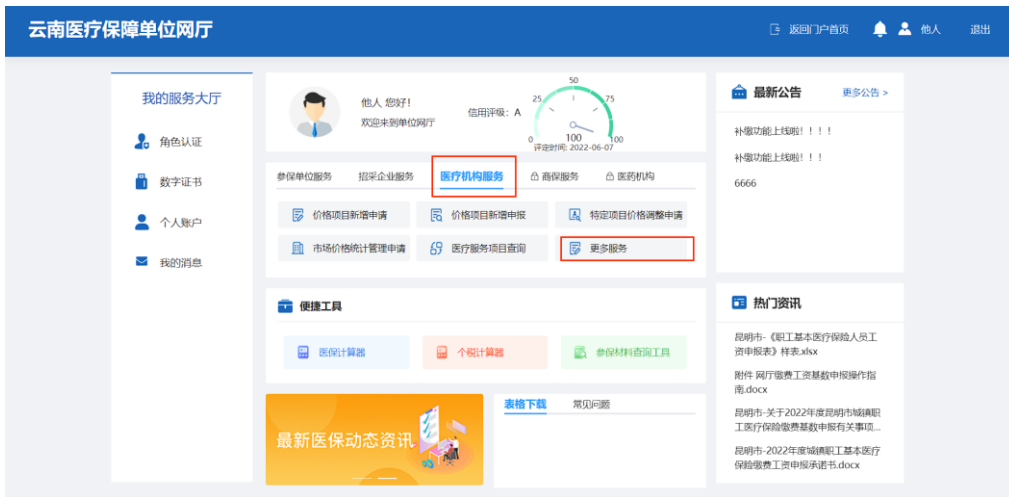 云南医疗保障单位网厅
返回门户首页
他人
退出
我的服务大厅
角色认证
数字证书
个人账户
我的消息
他人 您好!
欢迎来到单位网厅
信用评级: A
0
25
50
75
100
100
评定时间: 2022-06-07
参保单位服务
招采企业服务
医疗机构服务
商保服务
医药机构
价格项目新增申请
价格项目新增申报
特定项目价格调整申请
市场价格统计管理申请
医疗服务项目查询
更多服务
便捷工具
医保计算器
个税计算器
参保材料查询工具
最新医保动态资讯
表格下载
常见问题
最新公告
更多公告 >
补缴功能上线啦! ! ! !
补缴功能上线啦! ! !
6666
热门资讯
昆明市-《职工基本医疗保险人员工
资申报表》样表.xlsx
附件 网厅缴费工资基数申报操作指
南.docx
昆明市-关于2022年度昆明市城镇职
工医疗保险缴费基数申报有关事项...
昆明市-2022年度城镇职工基本医疗
保险缴费工资申报承诺书.docx